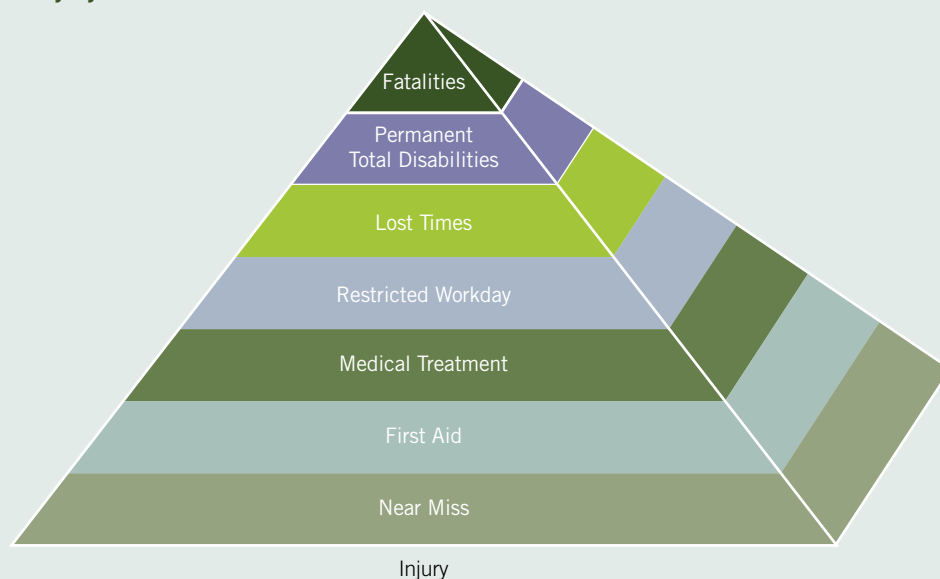 Fatalities
Permanent
Total Disabilities
Lost Times
Restricted Workday
Medical Treatment
First Aid
Near Miss
Injury